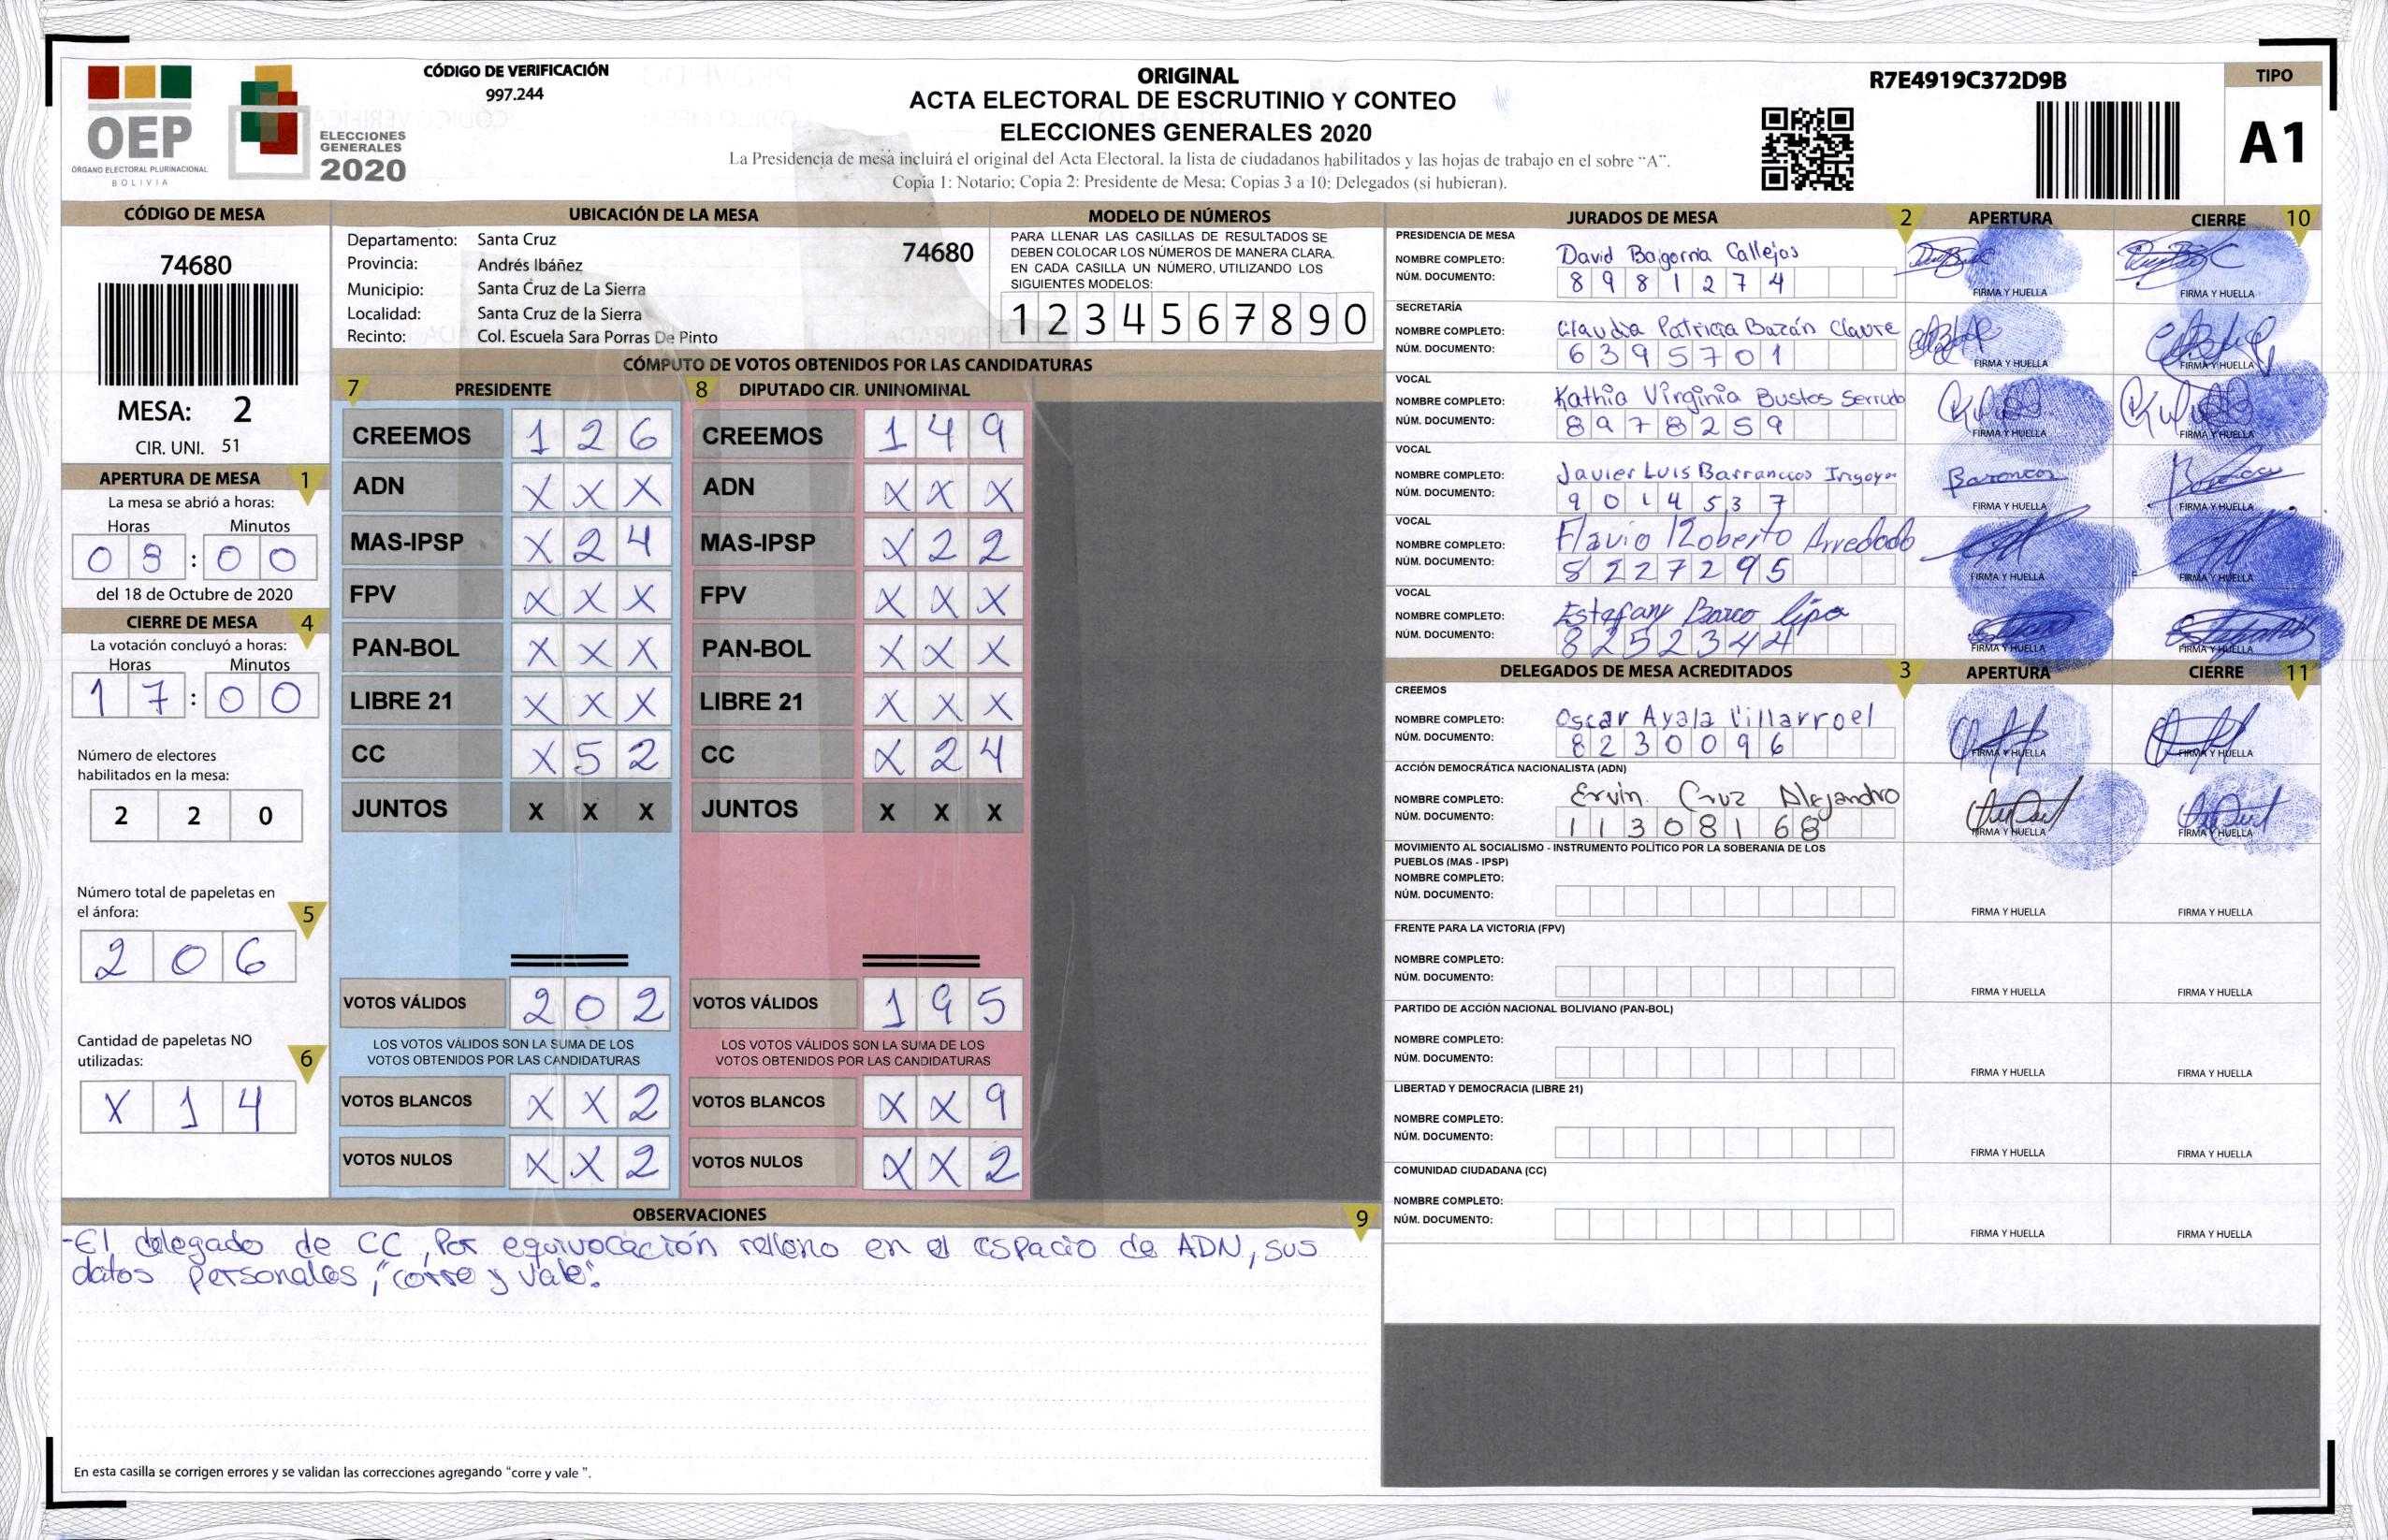 OEP
ÓRGANO ELECTORAL PLURINACIONAL
BOLIVIA
ELECCIONES
GENERALES
2020
CÓDIGO DE VERIFICACIÓN
997.244
ORIGINAL
ACTA ELECTORAL DE ESCRUTINIO Y CONTEO
ELECCIONES GENERALES 2020
La Presidencia de mesa incluirá el original del Acta Electoral, la lista de ciudadanos habilitados y las hojas de trabajo en el sobre "A".
Copia 1: Notario; Copia 2: Presidente de Mesa; Copias 3 a 10: Delegados (si hubieran).
R7E4919C372D9B
TIPO
A1
CÓDIGO DE MESA
74680
MESA: 2
CIR. UNI. 51
APERTURA DE MESA 1
La mesa se abrió a horas:
Horas Minutos
0 8 : 0 0
del 18 de Octubre de 2020
CIERRE DE MESA 4
La votación concluyó a horas:
Horas Minutos
1 7 : 0 0
Número de electores
habilitados en la mesa:
2 2 0
Número total de papeletas en
el ánfora: 5
2 0 6
Cantidad de papeletas NO
utilizadas: 6
X 1 4
UBICACIÓN DE LA MESA
Departamento: Santa Cruz
74680
Provincia: Andrés Ibáñez
Municipio: Santa Cruz de La Sierra
Localidad: Santa Cruz de la Sierra
Recinto: Col. Escuela Sara Porras De Pinto
MODELO DE NÚMEROS
PARA LLENAR LAS CASILLAS DE RESULTADOS SE
DEBEN COLOCAR LOS NÚMEROS DE MANERA CLARA.
EN CADA CASILLA UN NÚMERO, UTILIZANDO LOS
SIGUIENTES MODELOS:
1 2 3 4 5 6 7 8 9 0
CÓMPUTO DE VOTOS OBTENIDOS POR LAS CANDIDATURAS
7 PRESIDENTE
CREEMOS 1 2 6
ADN X X X
MAS-IPSP X 2 4
FPV X X X
PAN-BOL X X X
LIBRE 21 X X X
CC X 5 2
JUNTOS X X X
VOTOS VÁLIDOS 2 0 2
LOS VOTOS VÁLIDOS SON LA SUMA DE LOS
VOTOS OBTENIDOS POR LAS CANDIDATURAS
VOTOS BLANCOS X X 2
VOTOS NULOS X X 2
8 DIPUTADO CIR. UNINOMINAL
CREEMOS 1 4 9
ADN X X X
MAS-IPSP X 2 2
FPV X X X
PAN-BOL X X X
LIBRE 21 X X X
CC X 2 4
JUNTOS X X X
VOTOS VÁLIDOS 1 9 5
LOS VOTOS VÁLIDOS SON LA SUMA DE LOS
VOTOS OBTENIDOS POR LAS CANDIDATURAS
VOTOS BLANCOS X X 9
VOTOS NULOS X X 2
OBSERVACIONES 9
-El delegado de CC, Por equivocación relleno en el espacio de ADN, sus
datos personales, "corre y vale".
En esta casilla se corrigen errores y se validan las correcciones agregando "corre y vale ".
JURADOS DE MESA 2 APERTURA CIERRE 10
PRESIDENCIA DE MESA
NOMBRE COMPLETO: David Bajorria Callejas
NÚM. DOCUMENTO: 8 9 8 1 2 7 4
FIRMA Y HUELLA FIRMA Y HUELLA
SECRETARÍA
NOMBRE COMPLETO: Claudia Patricia Bazán Claure
NÚM. DOCUMENTO: 6 3 9 5 7 0 1
FIRMA Y HUELLA FIRMA Y HUELLA
VOCAL
NOMBRE COMPLETO: Kathia Virginia Bustos Serrudo
NÚM. DOCUMENTO: 8 9 7 8 2 5 9
FIRMA Y HUELLA FIRMA Y HUELLA
VOCAL
NOMBRE COMPLETO: Javier Luis Barrancos
NÚM. DOCUMENTO: 9 0 1 4 5 3 7
FIRMA Y HUELLA FIRMA Y HUELLA
VOCAL
NOMBRE COMPLETO: Flavio Roberto Arredodo
NÚM. DOCUMENTO: 8 2 2 7 2 9 5
FIRMA Y HUELLA FIRMA Y HUELLA
VOCAL
NOMBRE COMPLETO: Estefany Barco lipa
NÚM. DOCUMENTO: 8 2 5 2 3 4 4
FIRMA Y HUELLA FIRMA Y HUELLA
DELEGADOS DE MESA ACREDITADOS 3 APERTURA CIERRE 11
CREEMOS
NOMBRE COMPLETO: Oscar Ayala Villarroel
NÚM. DOCUMENTO: 8 2 3 0 0 9 6
FIRMA Y HUELLA FIRMA Y HUELLA
ACCIÓN DEMOCRÁTICA NACIONALISTA (ADN)
NOMBRE COMPLETO: Ervin. Cruz Alejandro
NÚM. DOCUMENTO: 1 1 3 0 8 1 6 8
FIRMA Y HUELLA FIRMA Y HUELLA
MOVIMIENTO AL SOCIALISMO - INSTRUMENTO POLÍTICO POR LA SOBERANIA DE LOS
PUEBLOS (MAS - IPSP)
NOMBRE COMPLETO:
NÚM. DOCUMENTO:
FIRMA Y HUELLA FIRMA Y HUELLA
FRENTE PARA LA VICTORIA (FPV)
NOMBRE COMPLETO:
NÚM. DOCUMENTO:
FIRMA Y HUELLA FIRMA Y HUELLA
PARTIDO DE ACCIÓN NACIONAL BOLIVIANO (PAN-BOL)
NOMBRE COMPLETO:
NÚM. DOCUMENTO:
FIRMA Y HUELLA FIRMA Y HUELLA
LIBERTAD Y DEMOCRACIA (LIBRE 21)
NOMBRE COMPLETO:
NÚM. DOCUMENTO:
FIRMA Y HUELLA FIRMA Y HUELLA
COMUNIDAD CIUDADANA (CC)
NOMBRE COMPLETO:
NÚM. DOCUMENTO:
FIRMA Y HUELLA FIRMA Y HUELLA